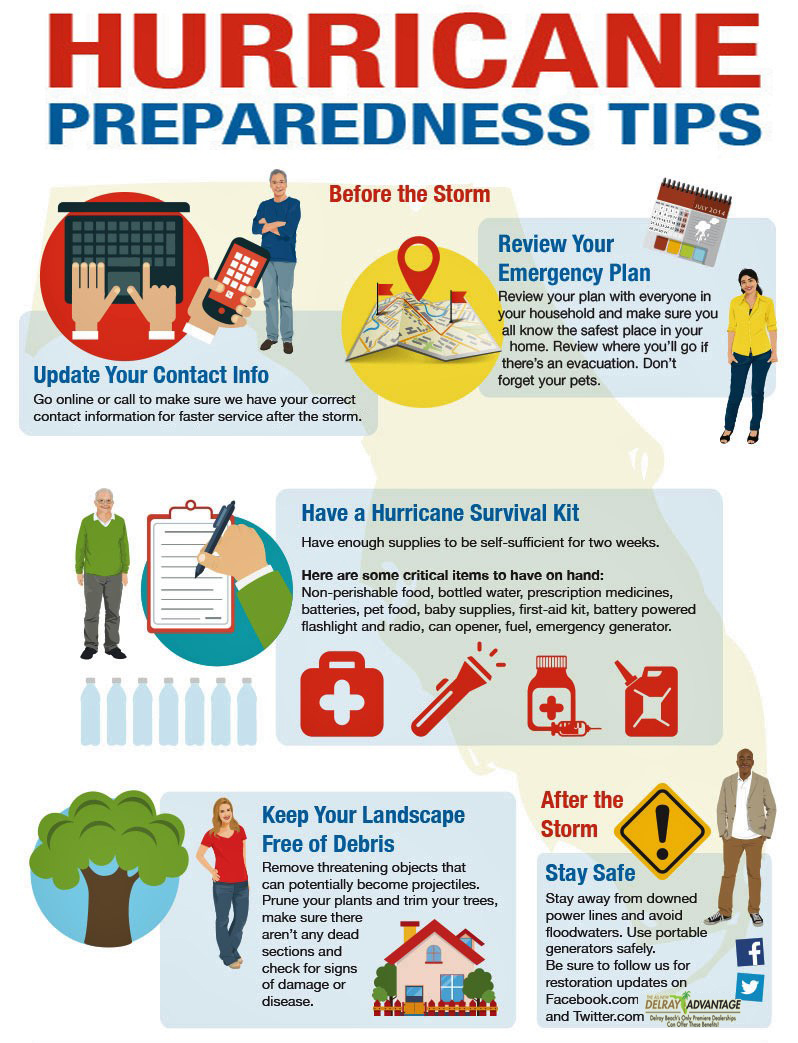 HURRICANE
PREPAREDNESS TIPS
Before the Storm
JULY 2014
Update Your Contact Info
Go online or call to make sure we have your correct
contact information for faster service after the storm.
Review Your
Emergency Plan
Review your plan with everyone in
your household and make sure you
all know the safest place in your
home. Review where you'll go if
there's an evacuation. Don't
forget your pets.
Have a Hurricane Survival Kit
Have enough supplies to be self-sufficient for two weeks.
Here are some critical items to have on hand:
Non-perishable food, bottled water, prescription medicines,
batteries, pet food, baby supplies, first-aid kit, battery powered
flashlight and radio, can opener, fuel, emergency generator.
Keep Your Landscape
Free of Debris
Remove threatening objects that
can potentially become projectiles.
Prune your plants and trim your trees,
make sure there
aren't any dead
sections and
check for signs
of damage or
disease.
After the
Storm
!
Stay Safe
Stay away from downed
power lines and avoid
floodwaters. Use portable
generators safely.
Be sure to follow us for
restoration updates on
Facebook.com
and Twitter.com
f
DELRAY ADVANTAGE
Delray Beach's Only Premiere Dealerships
Can Offer These Benefits!